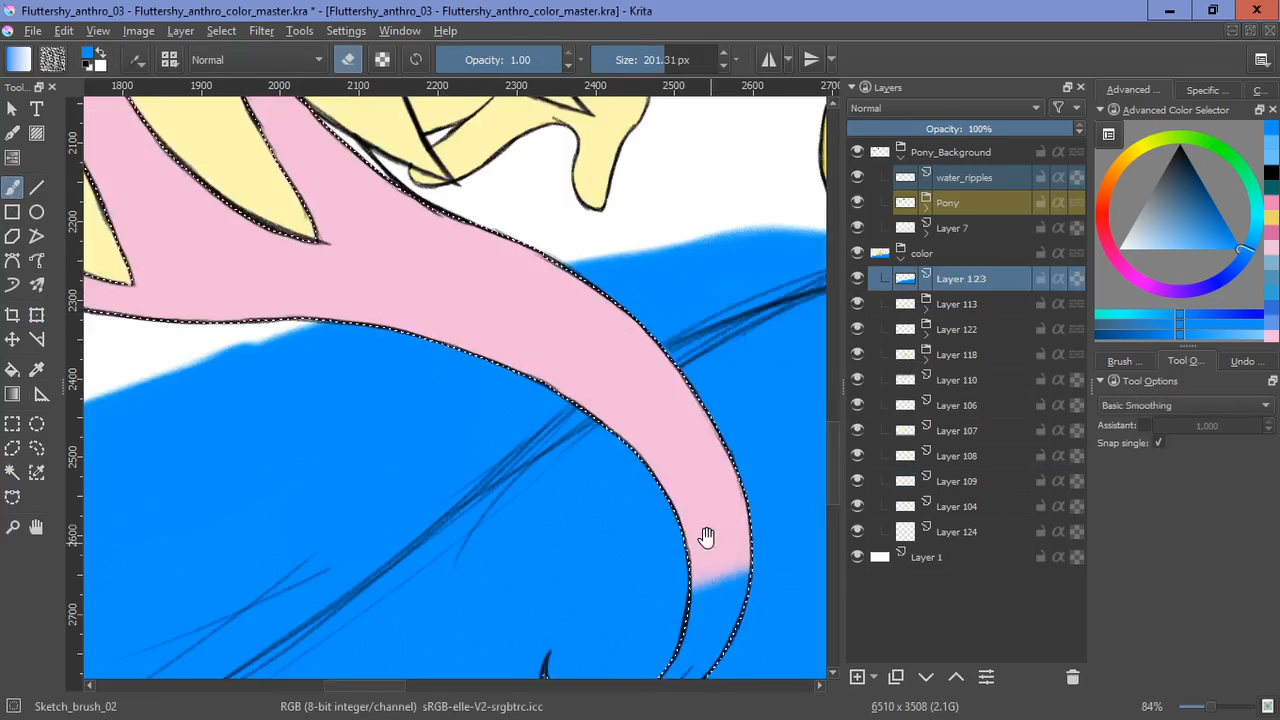 Fluttershy_anthro_03 - Fluttershy_anthro_color_master.kra * - [Fluttershy_anthro_03 - Fluttershy_anthro_color_master.kra] - Krita
File Edit View Image Layer Select Filter Tools Settings Window Help
Normal Opacity: 1.00 Size: 201.31 px
Tool... Layers Advanced ... Specific ... C...
1800 1900 2000 2100 2200 2300 2400 2500 2600 2700
2100
2200
2300
2400
2500
2600
2700
Normal
Opacity: 100%
Pony_Background
water_ripples
Pony
Layer 7
color
Layer 123
Layer 113
Layer 122
Layer 118
Layer 110
Layer 106
Layer 107
Layer 108
Layer 109
Layer 104
Layer 124
Layer 1
Advanced Color Selector
Brush ... Tool O... Undo ...
Tool Options
Basic Smoothing
Assistant: 1,000
Snap single:
Sketch_brush_02 RGB (8-bit integer/channel) sRGB-elle-V2-srgbtrc.icc 6510 x 3508 (2.1G) 84%